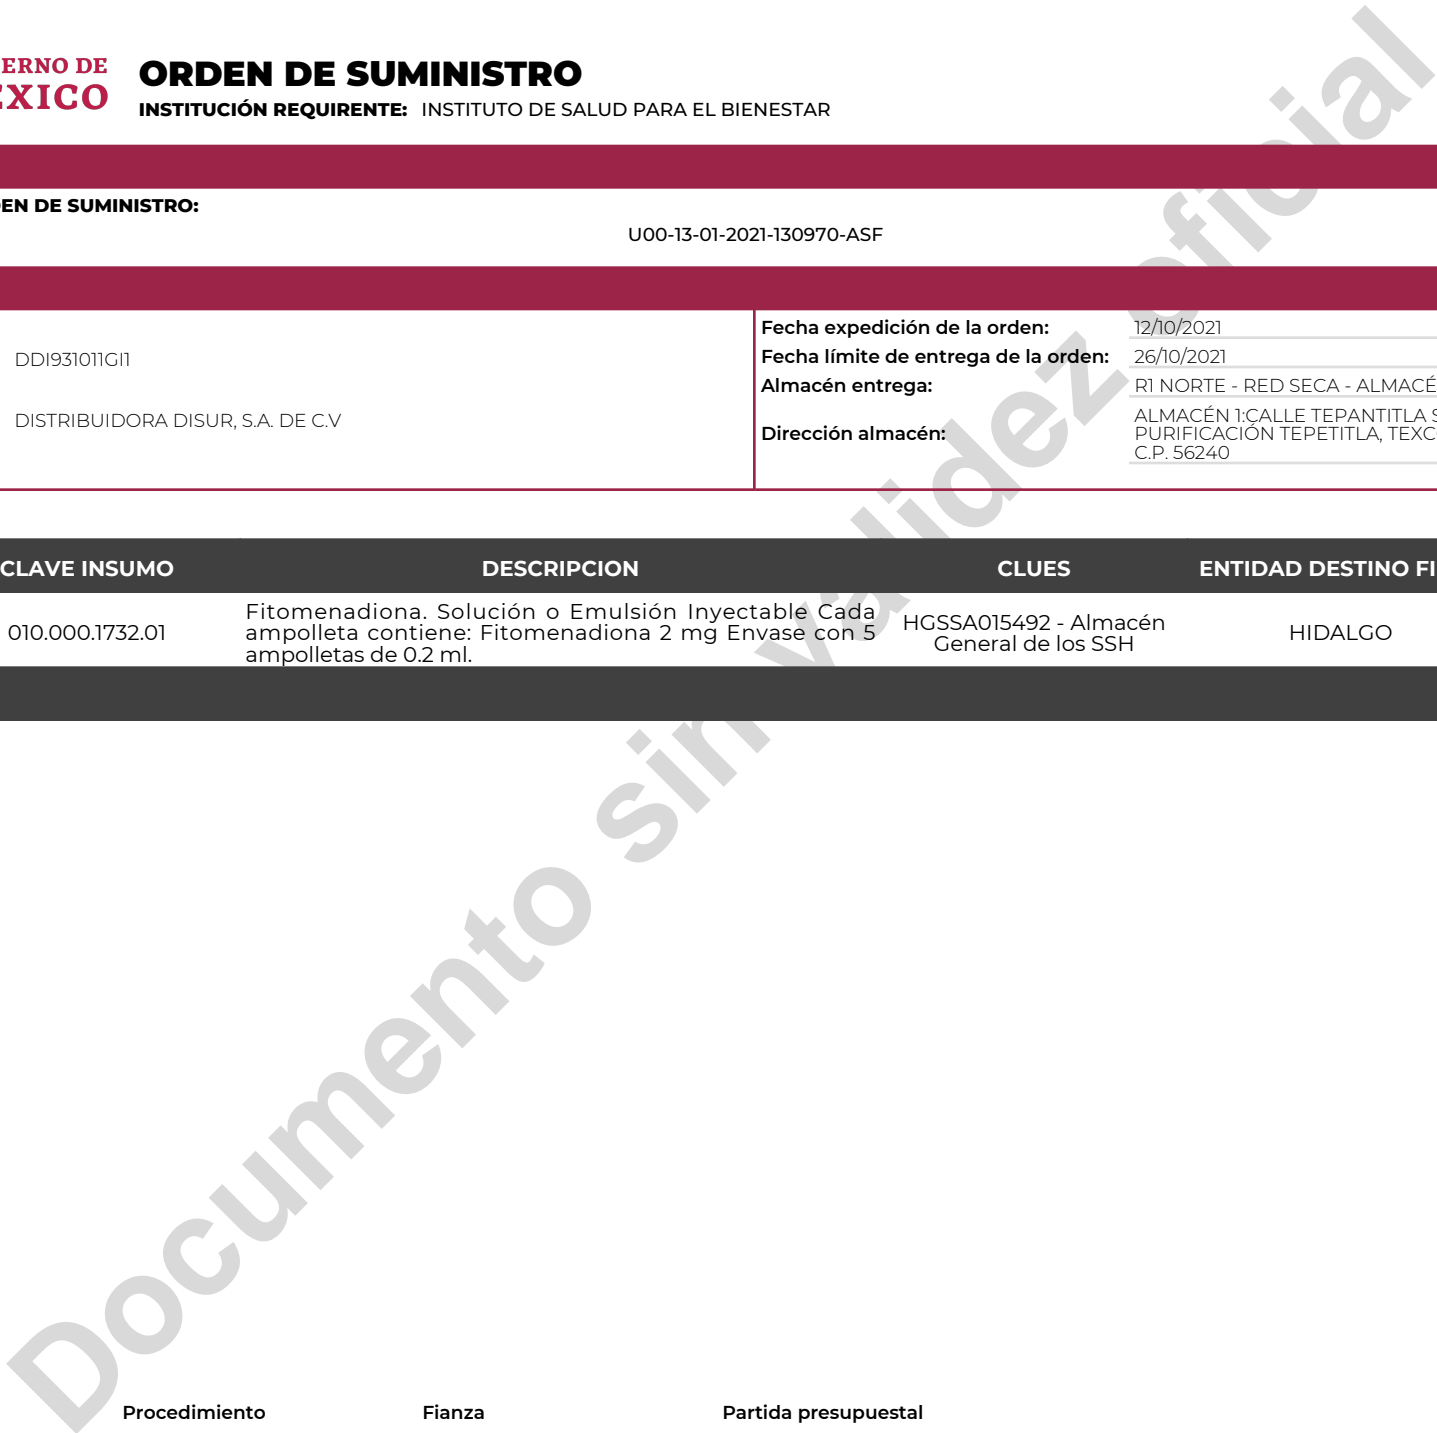 ERNO DE
EXICO
ORDEN DE SUMINISTRO
INSTITUCIÓN REQUIRENTE: INSTITUTO DE SALUD PARA EL BIENESTAR
EN DE SUMINISTRO:
U00-13-01-2021-130970-ASF
DDI931011GI1
DISTRIBUIDORA DISUR, S.A. DE C.V
Fecha expedición de la orden: 12/10/2021
Fecha límite de entrega de la orden: 26/10/2021
Almacén entrega: R1 NORTE - RED SECA - ALMACÉ
Dirección almacén:
ALMACÉN 1:CALLE TEPANTITLA S
PURIFICACIÓN TEPETITLA, TEXC
C.P. 56240
CLAVE INSUMO DESCRIPCION CLUES ENTIDAD DESTINO FI
010.000.1732.01
Fitomenadiona. Solución o Emulsión Inyectable Cada
ampolleta contiene: Fitomenadiona 2 mg Envase con 5
ampolletas de 0.2 ml.
HGSSA015492 - Almacén
General de los SSH
HIDALGO
Documento sin validez oficial
Procedimiento Fianza Partida presupuestal